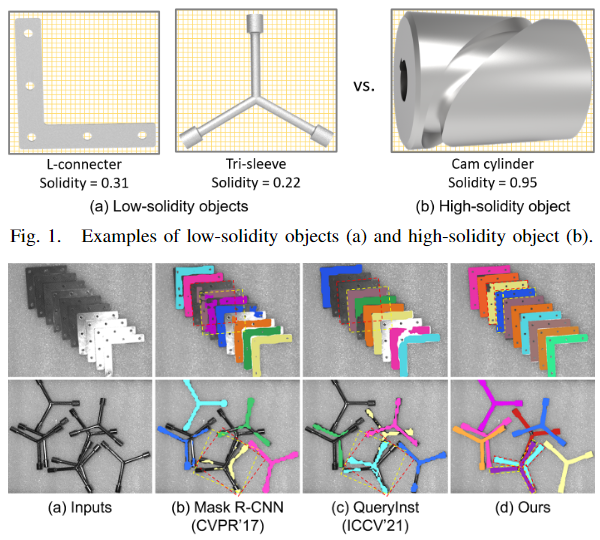 L-connecter
Solidity = 0.31
Tri-sleeve
Solidity = 0.22
vs.
Cam cylinder
Solidity = 0.95
(a) Low-solidity objects
(b) High-solidity object
Fig. 1. Examples of low-solidity objects (a) and high-solidity object (b).
(a) Inputs
(b) Mask R-CNN
(CVPR'17)
(c) QueryInst
(ICCV'21)
(d) Ours